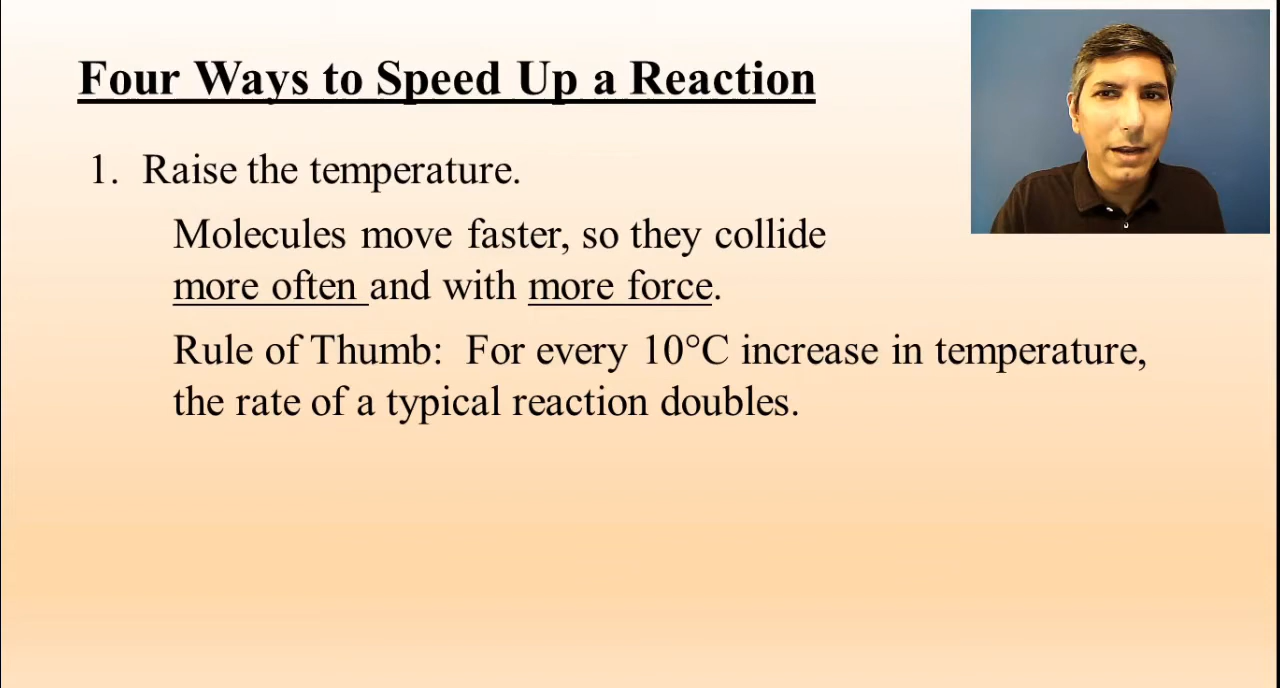 Four Ways to Speed Up a Reaction
1. Raise the temperature.
Molecules move faster, so they collide
more often and with more force.
Rule of Thumb: For every 10°C increase in temperature,
the rate of a typical reaction doubles.